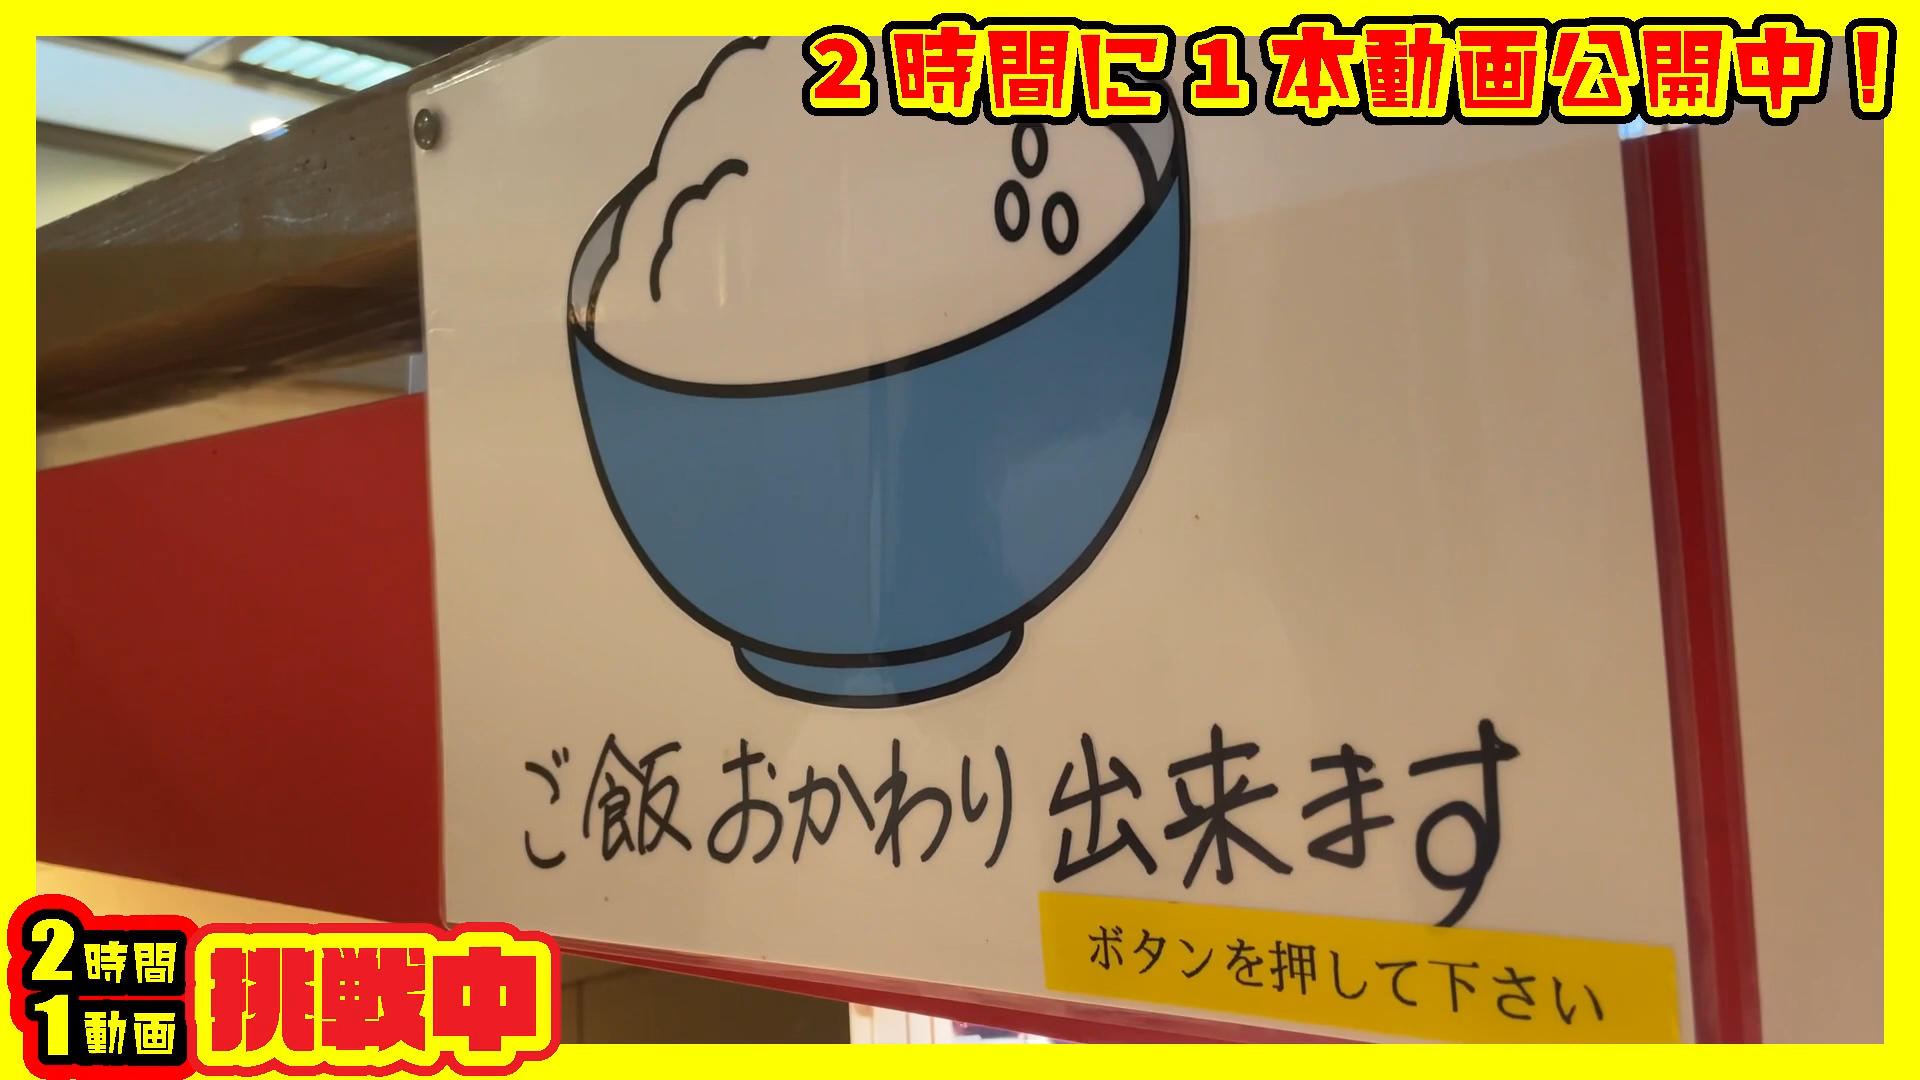 ２時間に１本動画公開中！
ご飯おかわり出来ます
ボタンを押して下さい
2時間
1動画
挑戦中